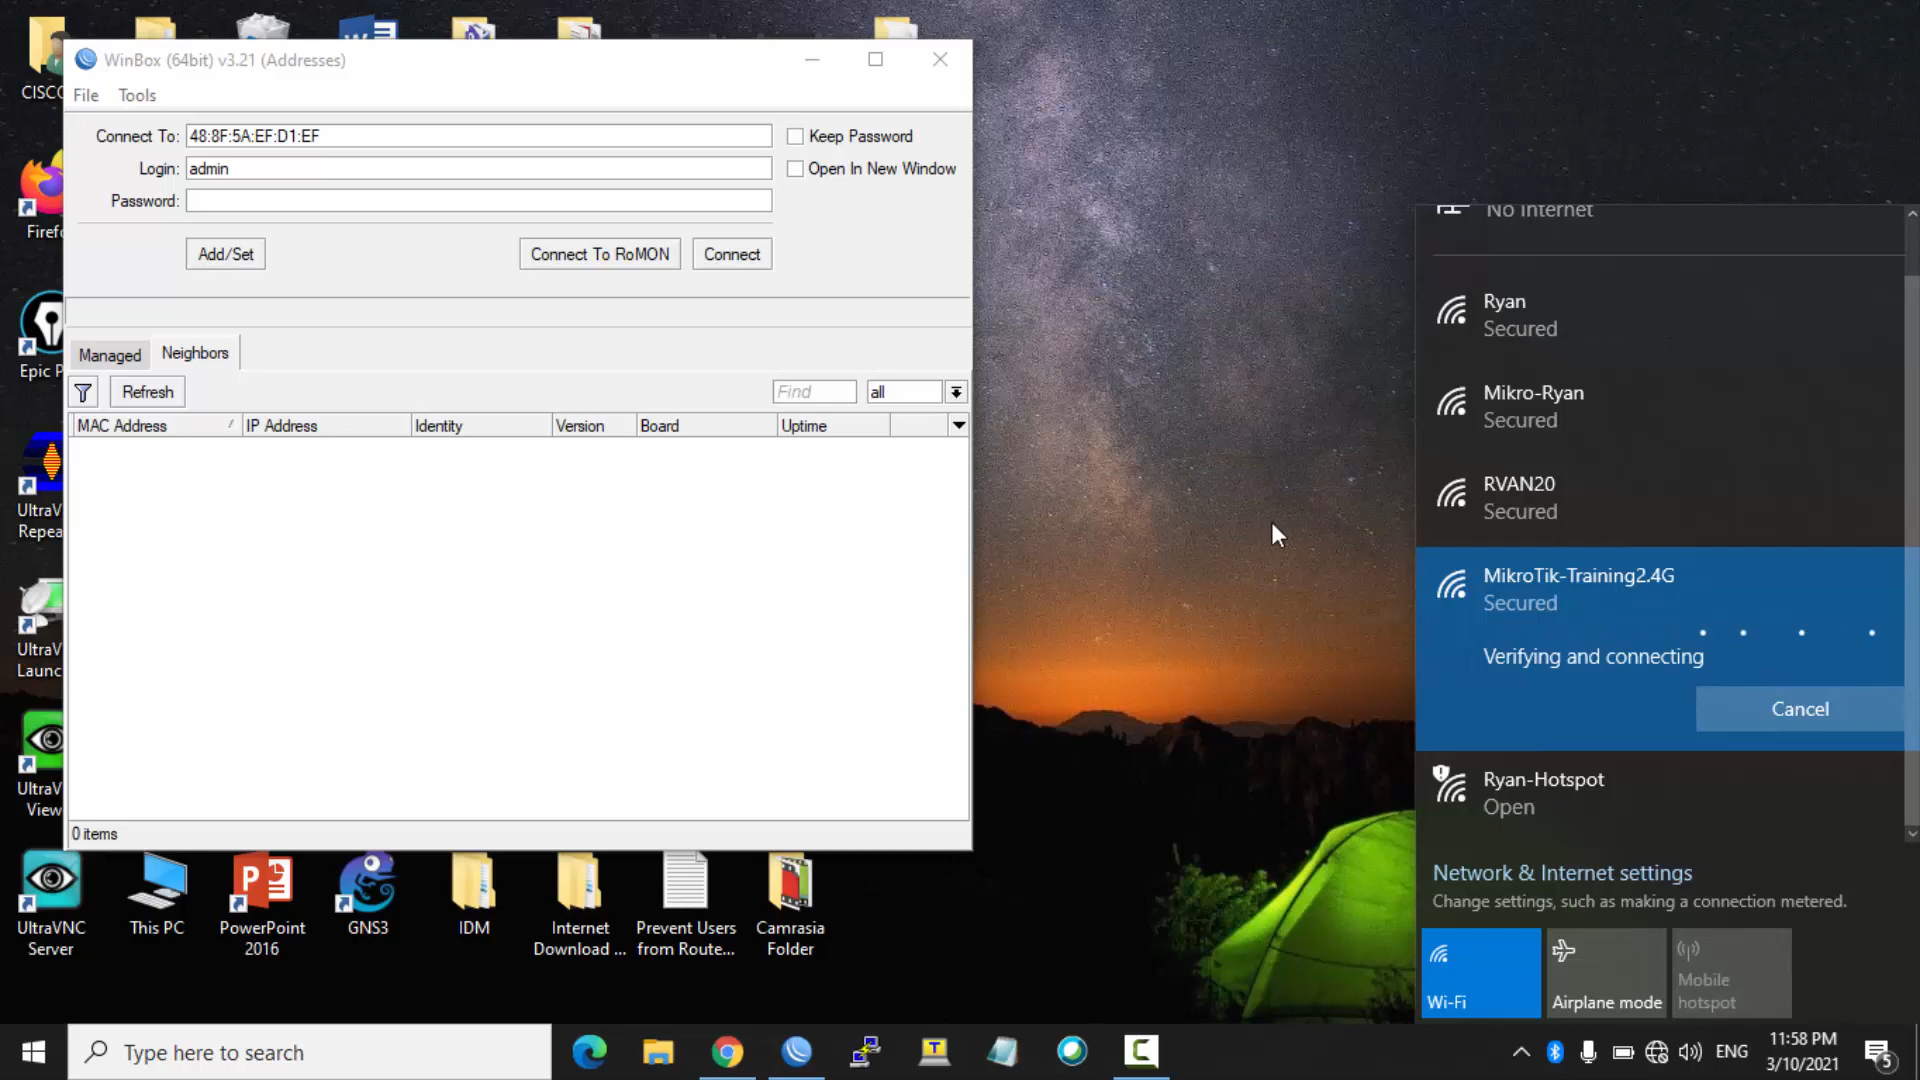 CISCO
WinBox (64bit) v3.21 (Addresses)
File Tools
Connect To: 48:8F:5A:EF:D1:EF
Keep Password
Login: admin
Open In New Window
Password:
Add/Set
Connect To RoMON
Connect
Managed
Neighbors
Refresh
Find
all
MAC Address IP Address Identity Version Board Uptime
0 items
Firef
Epic P
UltraV
Repea
UltraV
Launc
UltraV
View
UltraVNC
Server
This PC
PowerPoint
2016
GNS3
IDM
Internet
Download ...
Prevent Users
from Route...
Camrasia
Folder
No Internet
Ryan
Secured
Mikro-Ryan
Secured
RVAN20
Secured
MikroTik-Training2.4G
Secured
Verifying and connecting
Cancel
Ryan-Hotspot
Open
Network & Internet settings
Change settings, such as making a connection metered.
Wi-Fi
Airplane mode
Mobile
hotspot
Type here to search
ENG
11:58 PM
3/10/2021
5